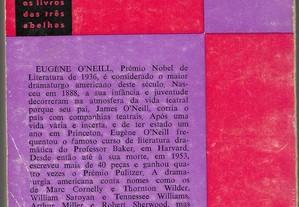 os livros
das três
abelhas
EUGÈNE O'NEILL, Prémio Nobel de
Literatura de 1936, é considerado o maior
dramaturgo americano deste século. Nas-
ceu em 1888, a sua infância e juventude
decorreram na atmosfera da vida teatral
porque seu pai, James O'Neill, corria o
país com companhias teatrais. Após uma
vida vária e incerta, e de ter estado um
ano em Princeton, Eugène O'Neill fre-
quentou o famoso curso de literatura dra-
mática do Professor Baker, em Harvard.
Desde então até à sua morte, em 1953,
escreveu mais de 40 peças e ganhou qua-
tro vezes o Prémio Pulitzer. A drama-
urgia americana conta nomes como os
de Marc Cornelly e Thornton Wilder,
William Saroyan e Tennessee Williams,
Arthur Miller e Robert Sherwood, mas